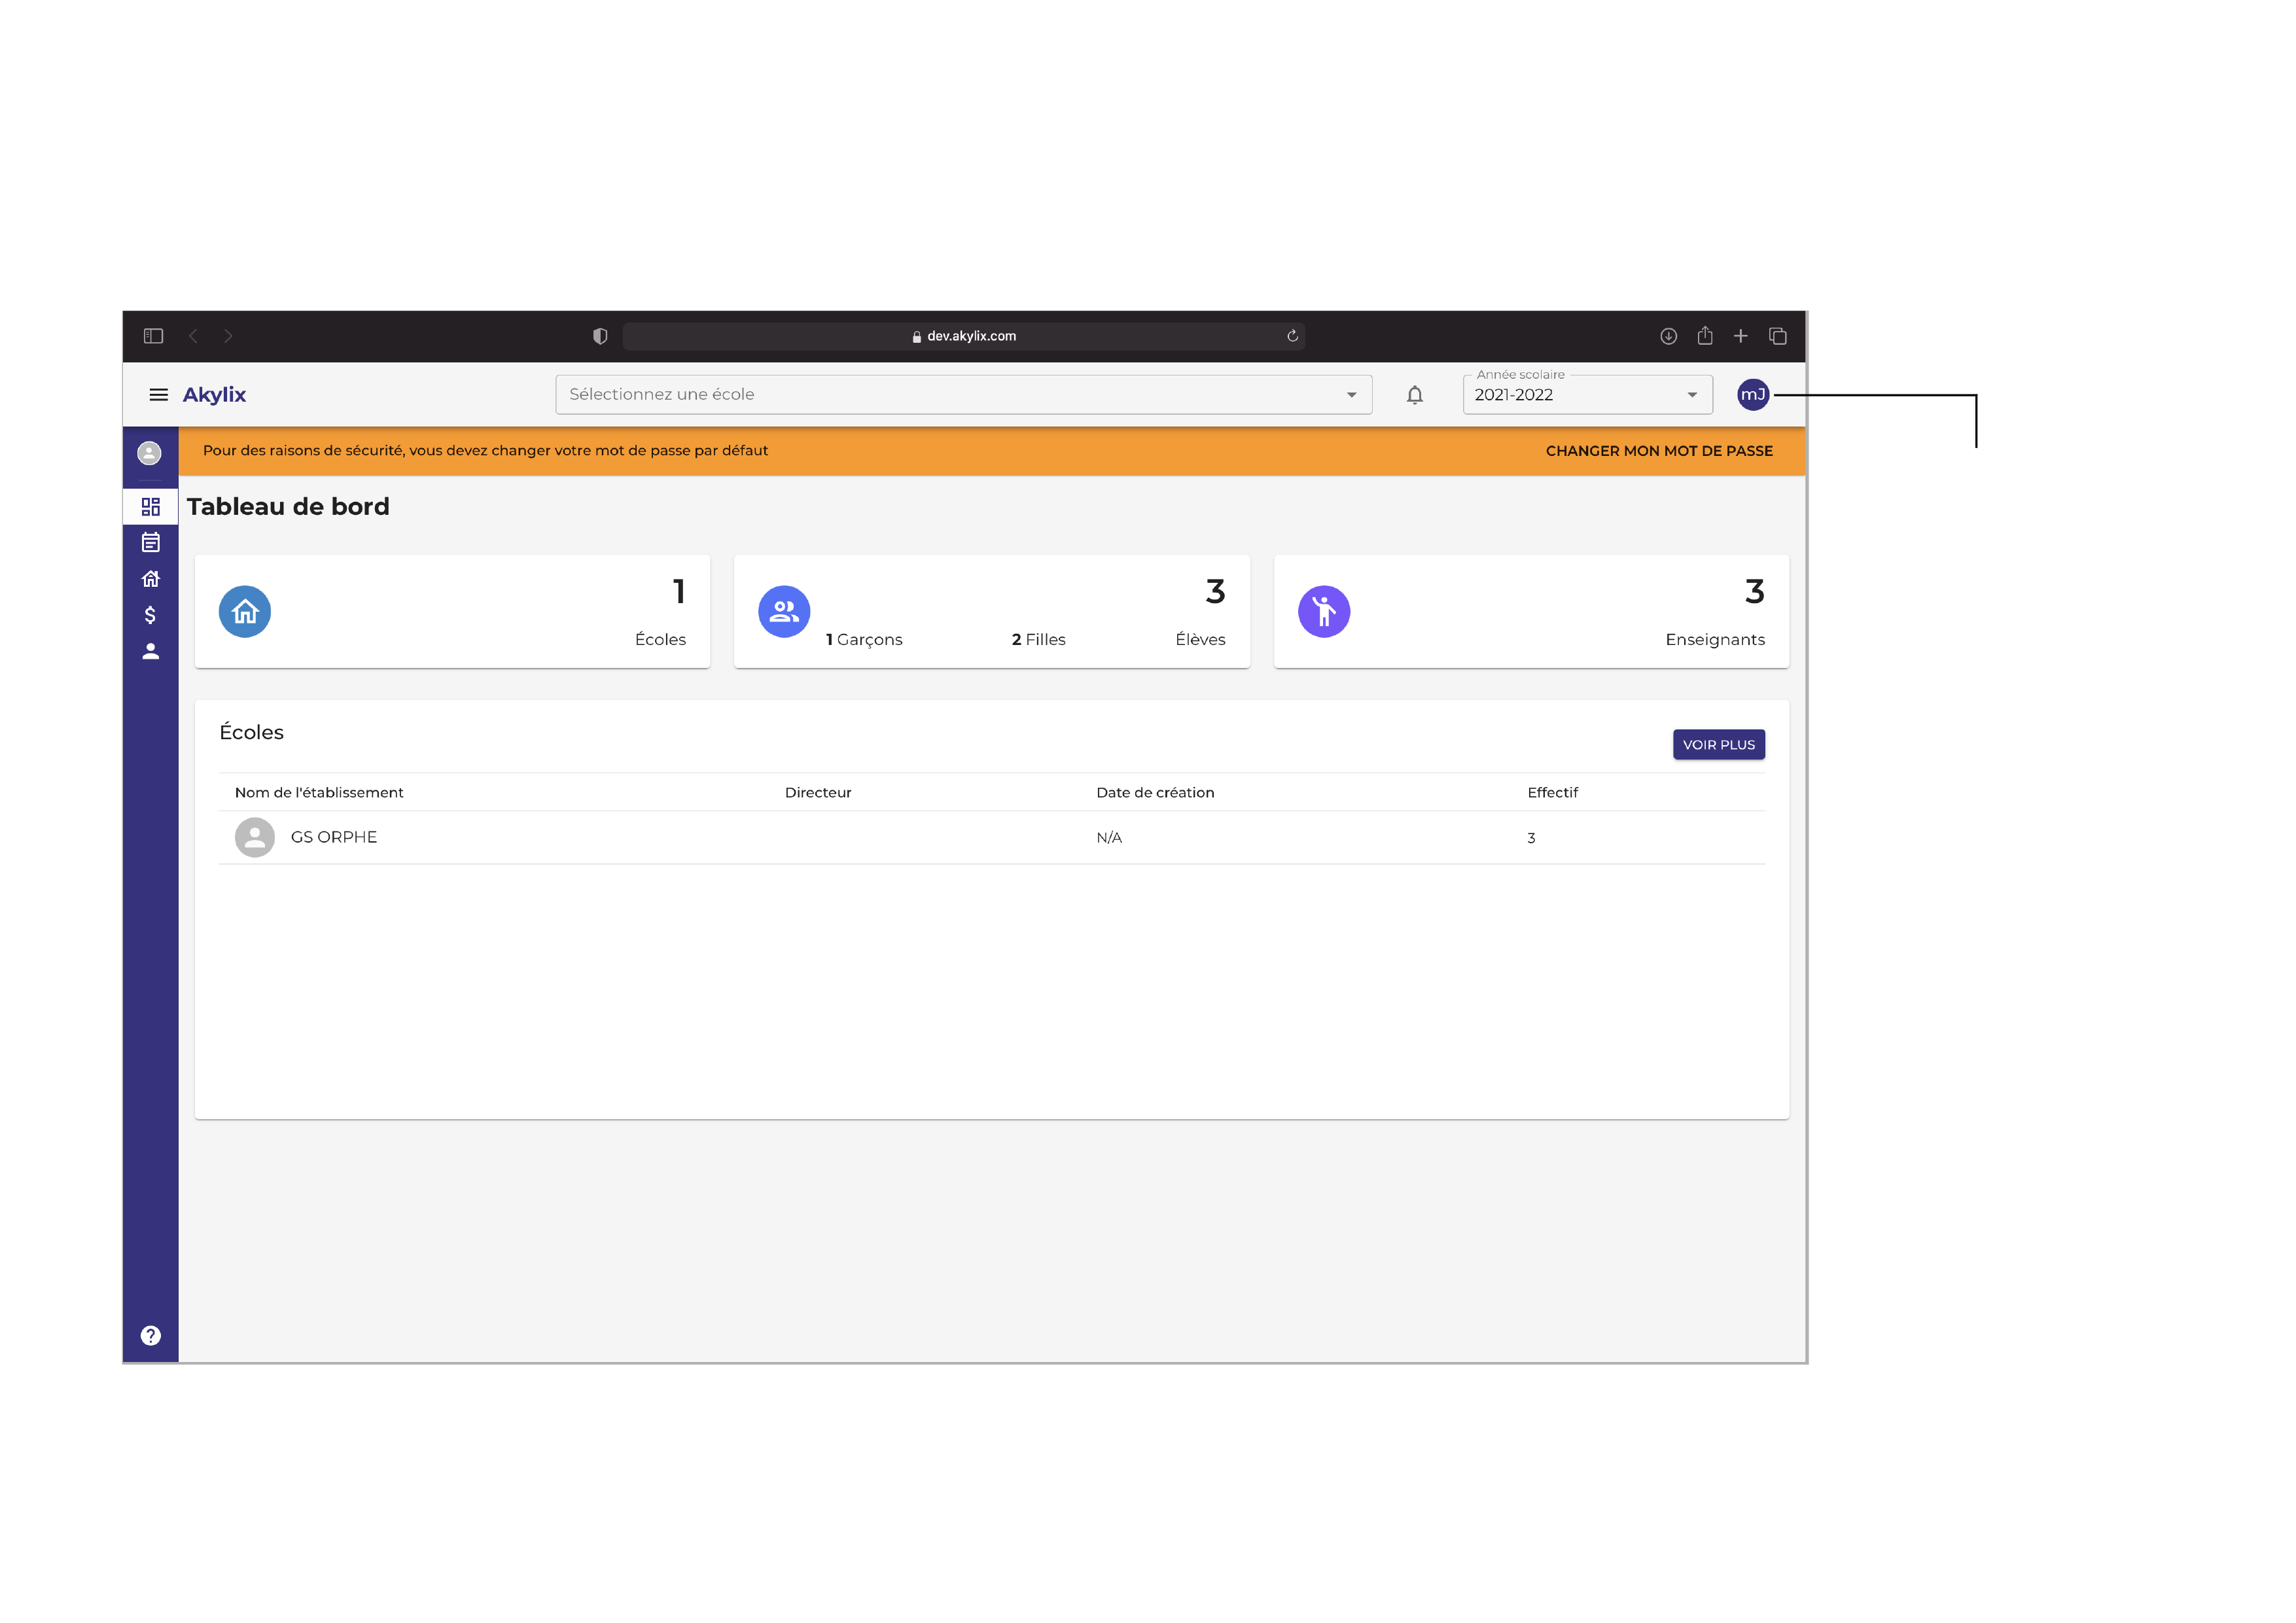 dev.akylix.com
Akylix
Sélectionnez une école
Année scolaire
2021-2022
mJ
Pour des raisons de sécurité, vous devez changer votre mot de passe par défaut
CHANGER MON MOT DE PASSE
Tableau de bord
1
Écoles
3
1 Garçons
2 Filles
Élèves
3
Enseignants
Écoles
VOIR PLUS
Nom de l'établissement
Directeur
Date de création
Effectif
GS ORPHE
N/A
3